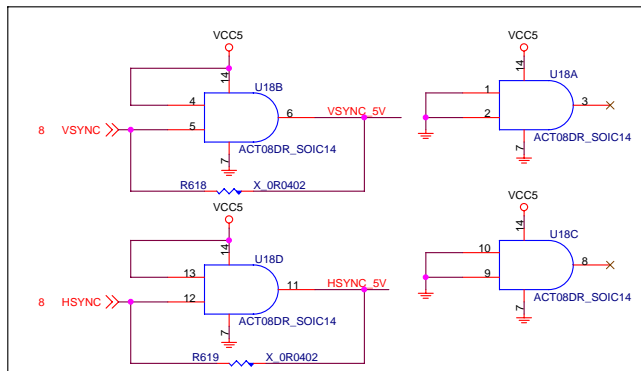 VCC5
VCC5
14
U18B
14
U18A
4
6
VSYNC_5V
1
3
8 VSYNC
5
2
ACT08DR_SOIC14
ACT08DR_SOIC14
7
7
R618
X_0R0402
VCC5
VCC5
14
U18D
14
U18C
13
11
HSYNC_5V
10
8
8 HSYNC
12
9
ACT08DR_SOIC14
ACT08DR_SOIC14
7
7
R619
X_0R0402